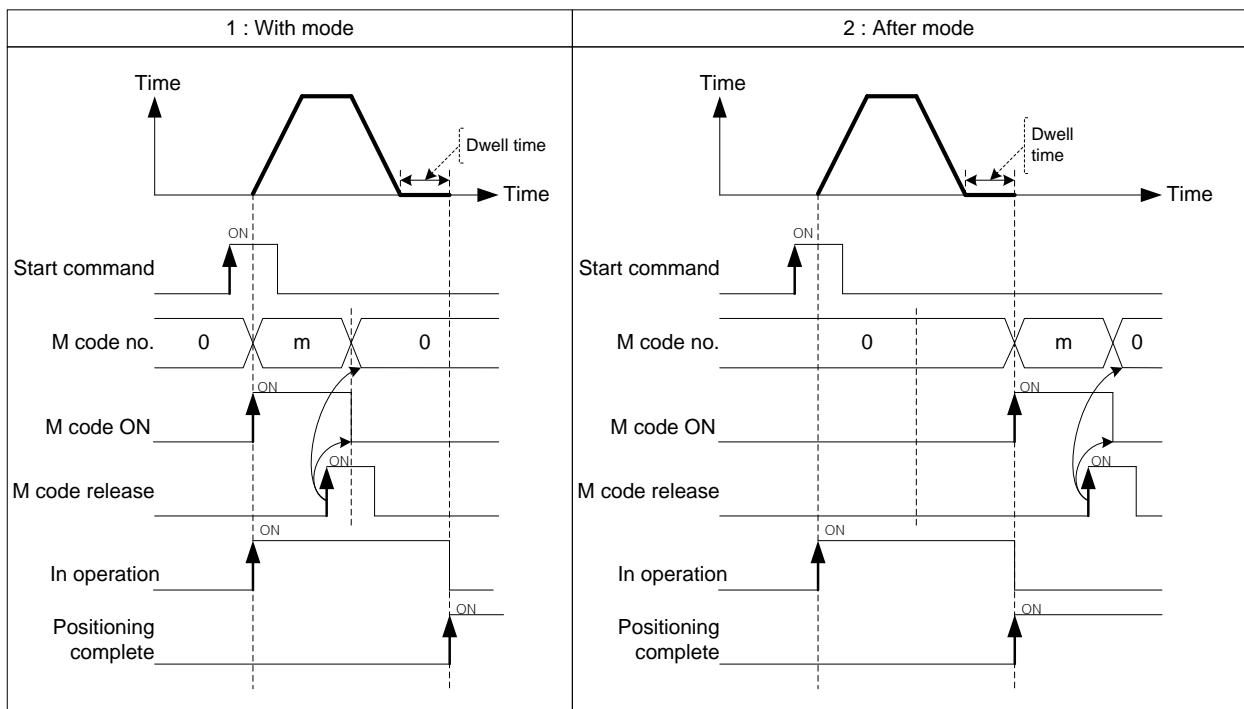 1 : With mode
2 : After mode
Time
Dwell time
Time
ON
Start command
M code no.
0
m
0
ON
M code ON
ON
M code release
ON
In operation
ON
Positioning
complete
Time
Dwell
time
Time
ON
Start command
M code no.
0
m
0
ON
M code ON
ON
M code release
ON
In operation
ON
Positioning
complete